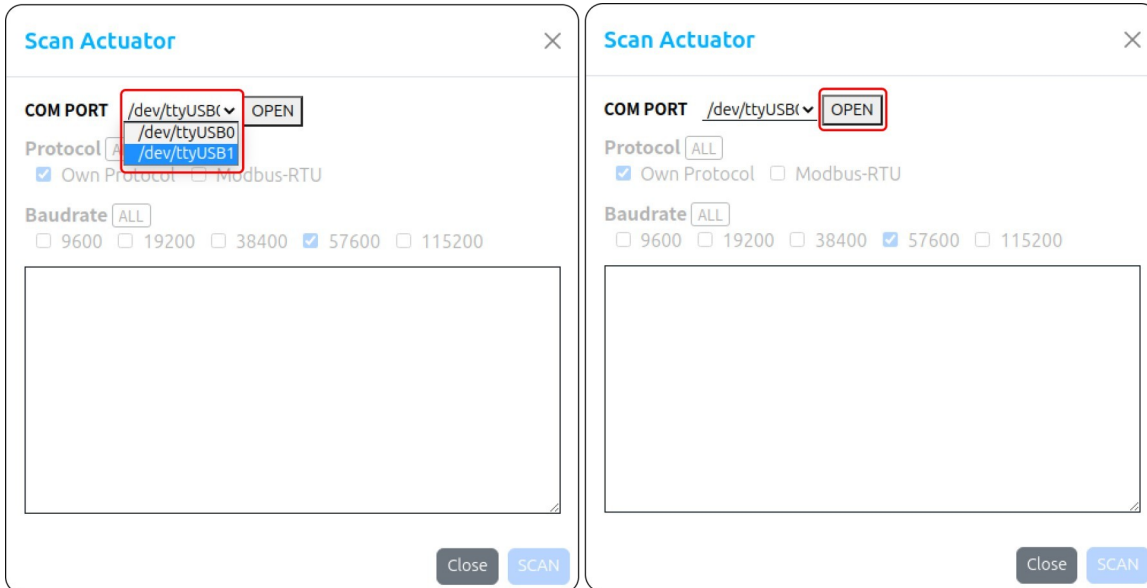 Scan Actuator
COM PORT /dev/ttyUSB OPEN
/dev/ttyUSB0
/dev/ttyUSB1
Protocol
Own Protocol Modbus-RTU
Baudrate ALL
9600 19200 38400 57600 115200
Close SCAN
Scan Actuator
COM PORT /dev/ttyUSB OPEN
Protocol ALL
Own Protocol Modbus-RTU
Baudrate ALL
9600 19200 38400 57600 115200
Close SCAN